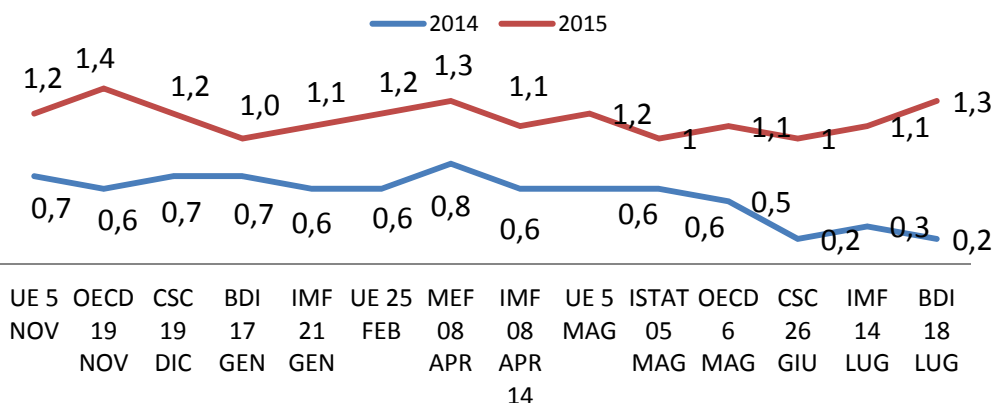 2014 2015
1,2 1,4 1,2 1,0 1,1 1,2 1,3 1,1 1,2 1 1,1 1 1,1 1,3
0,7 0,6 0,7 0,7 0,6 0,6 0,8 0,6 0,6 0,6 0,5 0,2 0,3 0,2
UE 5 OECD CSC BDI IMF UE 25 MEF IMF UE 5 ISTAT OECD CSC IMF BDI
NOV 19 19 17 21 FEB 08 08 MAG 05 6 26 14 18
NOV DIC GEN GEN APR APR MAG MAG GIU LUG LUG
14